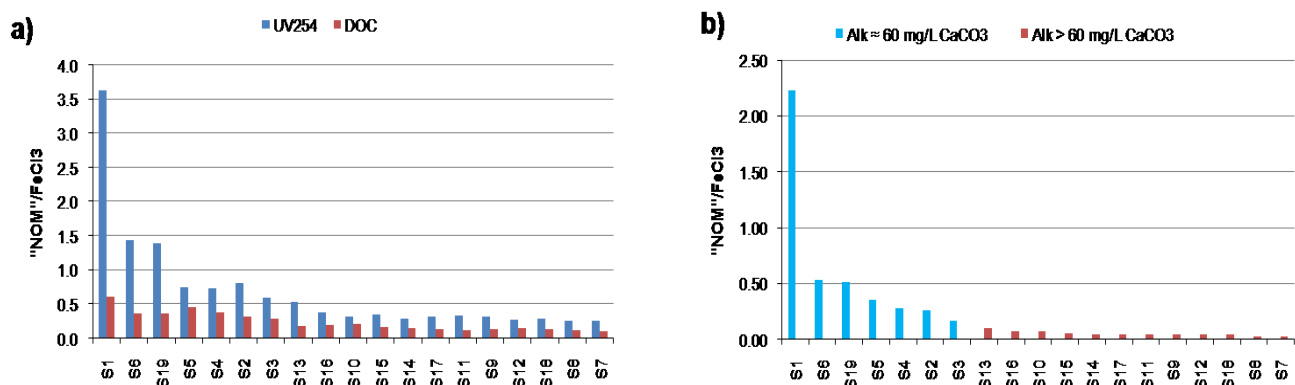 a)
UV254 DOC
"NOM"/FeCl3
4.0
3.5
3.0
2.5
2.0
1.5
1.0
0.5
0.0
S1 S6 S19 S5 S4 S2 S3 S13 S16 S10 S15 S14 S17 S11 S9 S12 S18 S8 S7
b)
Alk ≈ 60 mg/L CaCO3 Alk > 60 mg/L CaCO3
"NOM"/FeCl3
2.50
2.00
1.50
1.00
0.50
0.00
S1 S6 S19 S5 S4 S2 S3 S13 S16 S10 S15 S14 S17 S11 S9 S12 S18 S8 S7